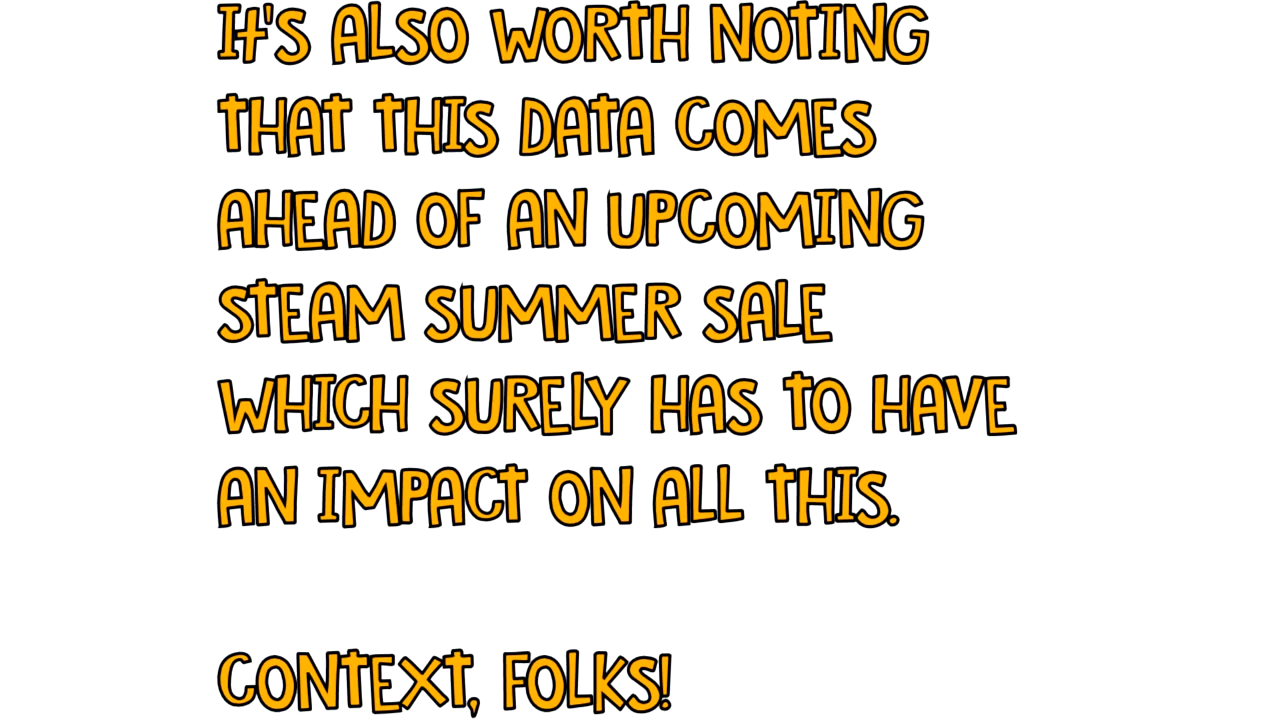 It's also worth noting
that this data comes
ahead of an upcoming
Steam Summer Sale
which surely has to have
an impact on all this.
Context, folks!